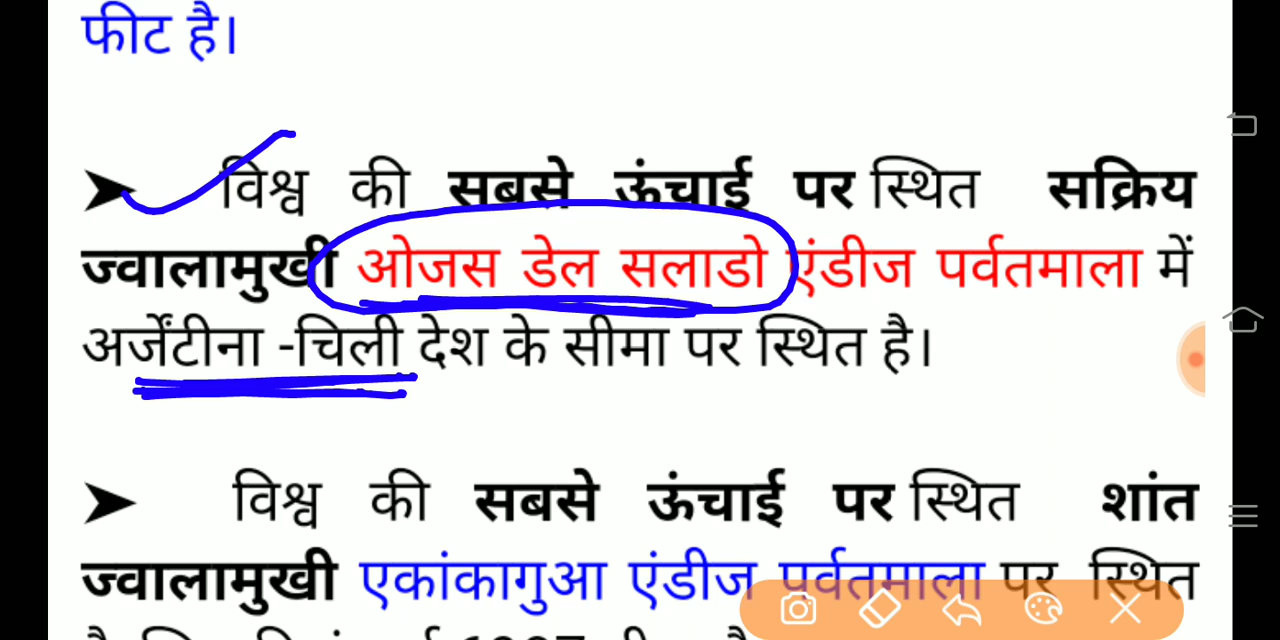 फीट है।
➤ विश्व की सबसे ऊंचाई पर स्थित सक्रिय
ज्वालामुखी ओजस डेल सलाडो एंडीज पर्वतमाला में
अर्जेंटीना -चिली देश के सीमा पर स्थित है।
➤ विश्व की सबसे ऊंचाई पर स्थित शांत
ज्वालामुखी एकांकागुआ एंडीज पर्वतमाला पर स्थित